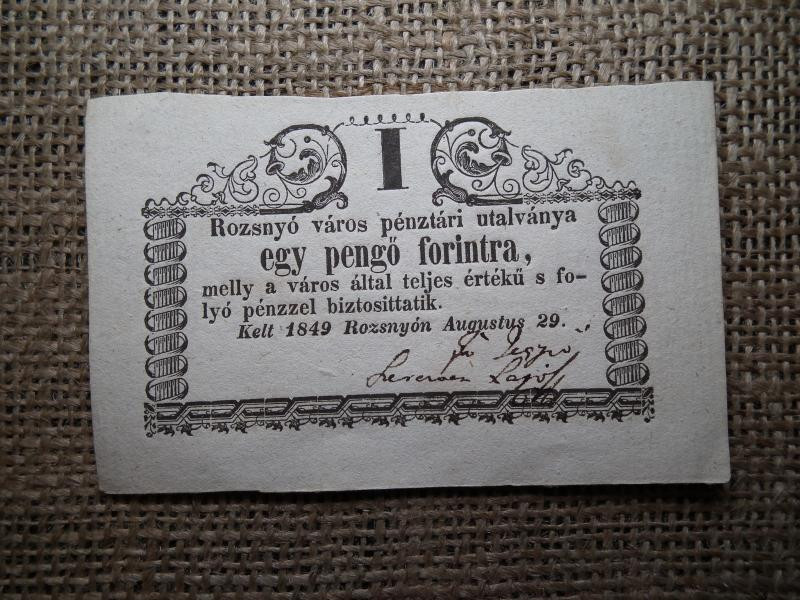 I
Rozsnyó város pénztári utalványa
egy pengő forintra,
melly a város által teljes értékű s fo-
lyó pénzzel biztosittatik.
Kelt 1849 Rozsnyón Augustus 29.